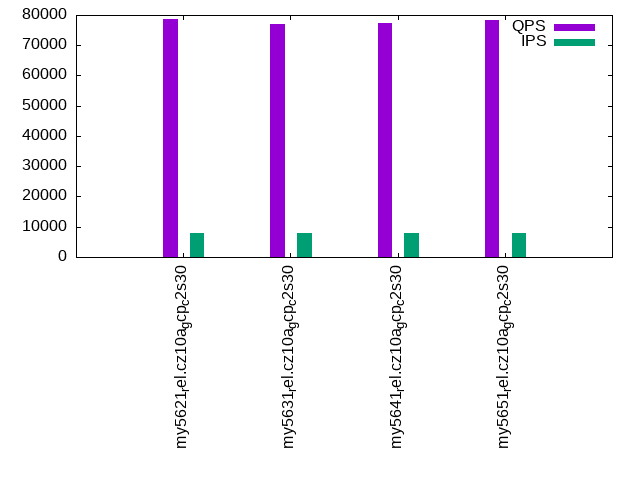 80000
70000
60000
50000
40000
30000
20000
10000
0
QPS
IPS
my5621rel.cz10agcpc2s30
my5631rel.cz10agcpc2s30
my5641rel.cz10agcpc2s30
my5651rel.cz10agcpc2s30